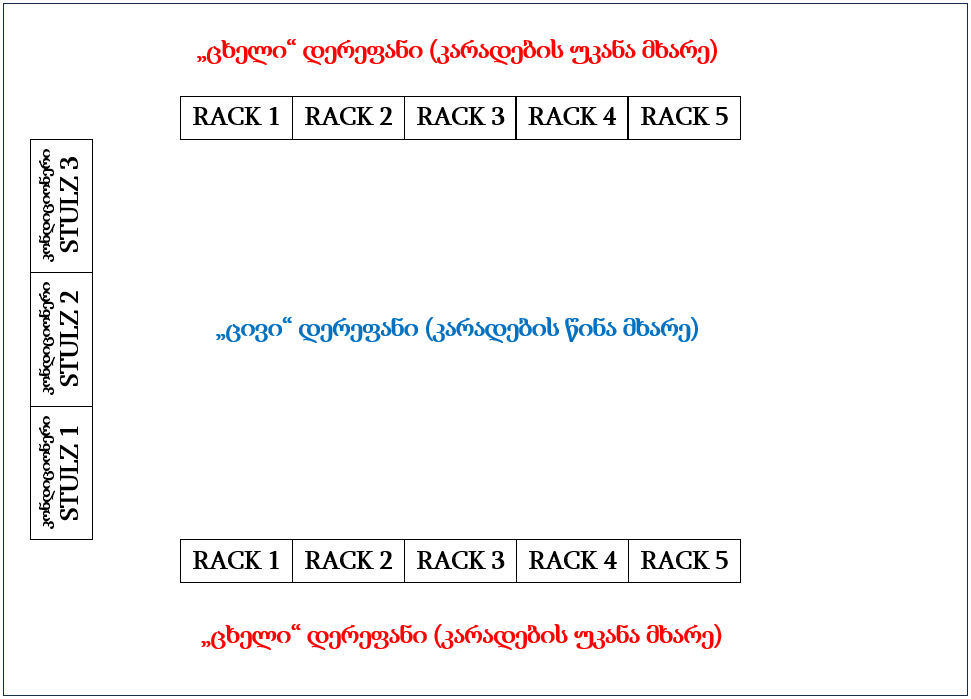 „ცხელი“ დერეფანი (კარადების უკანა მხარე)
RACK 1 RACK 2 RACK 3 RACK 4 RACK 5
კონდიციონერი
STULZ 3
კონდიციონერი
STULZ 2
კონდიციონერი
STULZ 1
„ცივი“ დერეფანი (კარადების წინა მხარე)
RACK 1 RACK 2 RACK 3 RACK 4 RACK 5
„ცხელი“ დერეფანი (კარადების უკანა მხარე)